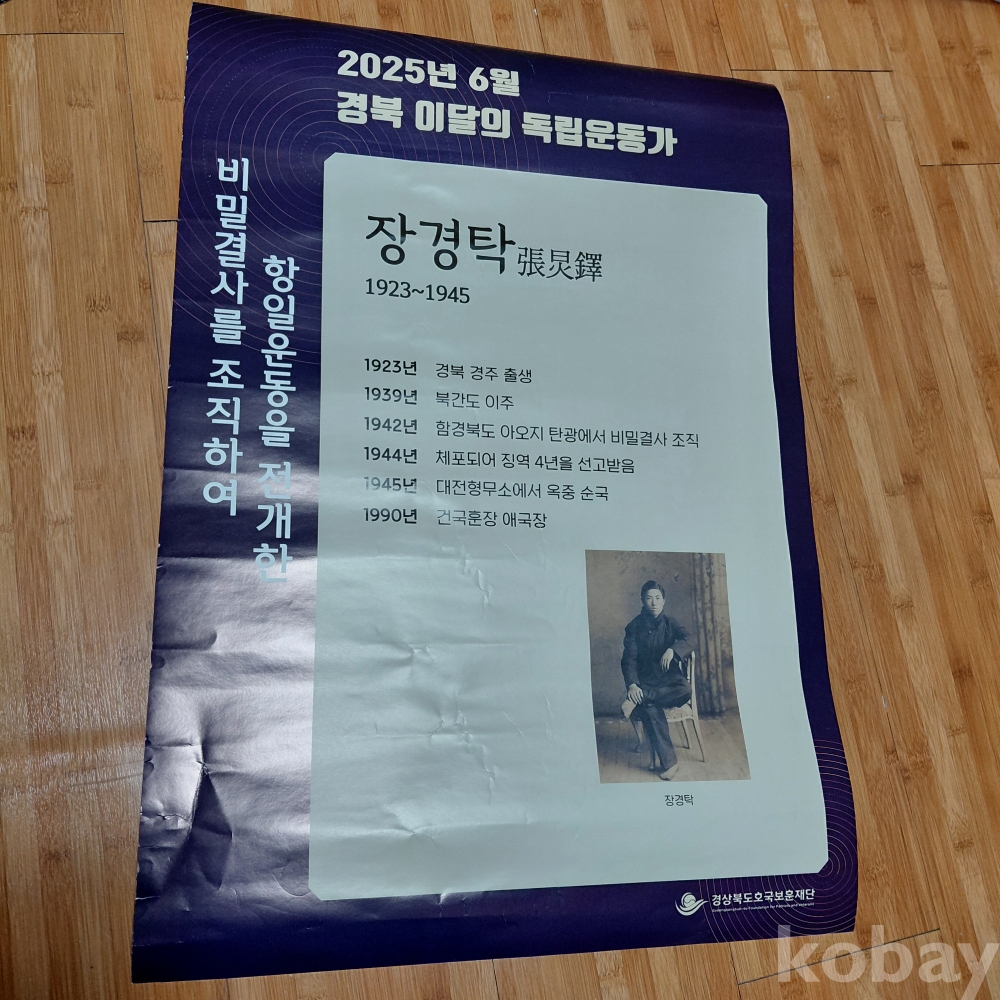 2025년 6월
경북 이달의 독립운동가
비밀결사를 조직하여
항일운동을 전개한
장경탁 張炅鐸
1923~1945
1923년 경북 경주 출생
1939년 북간도 이주
1942년 함경북도 아오지 탄광에서 비밀결사 조직
1944년 체포되어 징역 4년을 선고받음
1945년 대전형무소에서 옥중 순국
1990년 건국훈장 애국장
장경탁
경상북도호국보훈재단
kobay